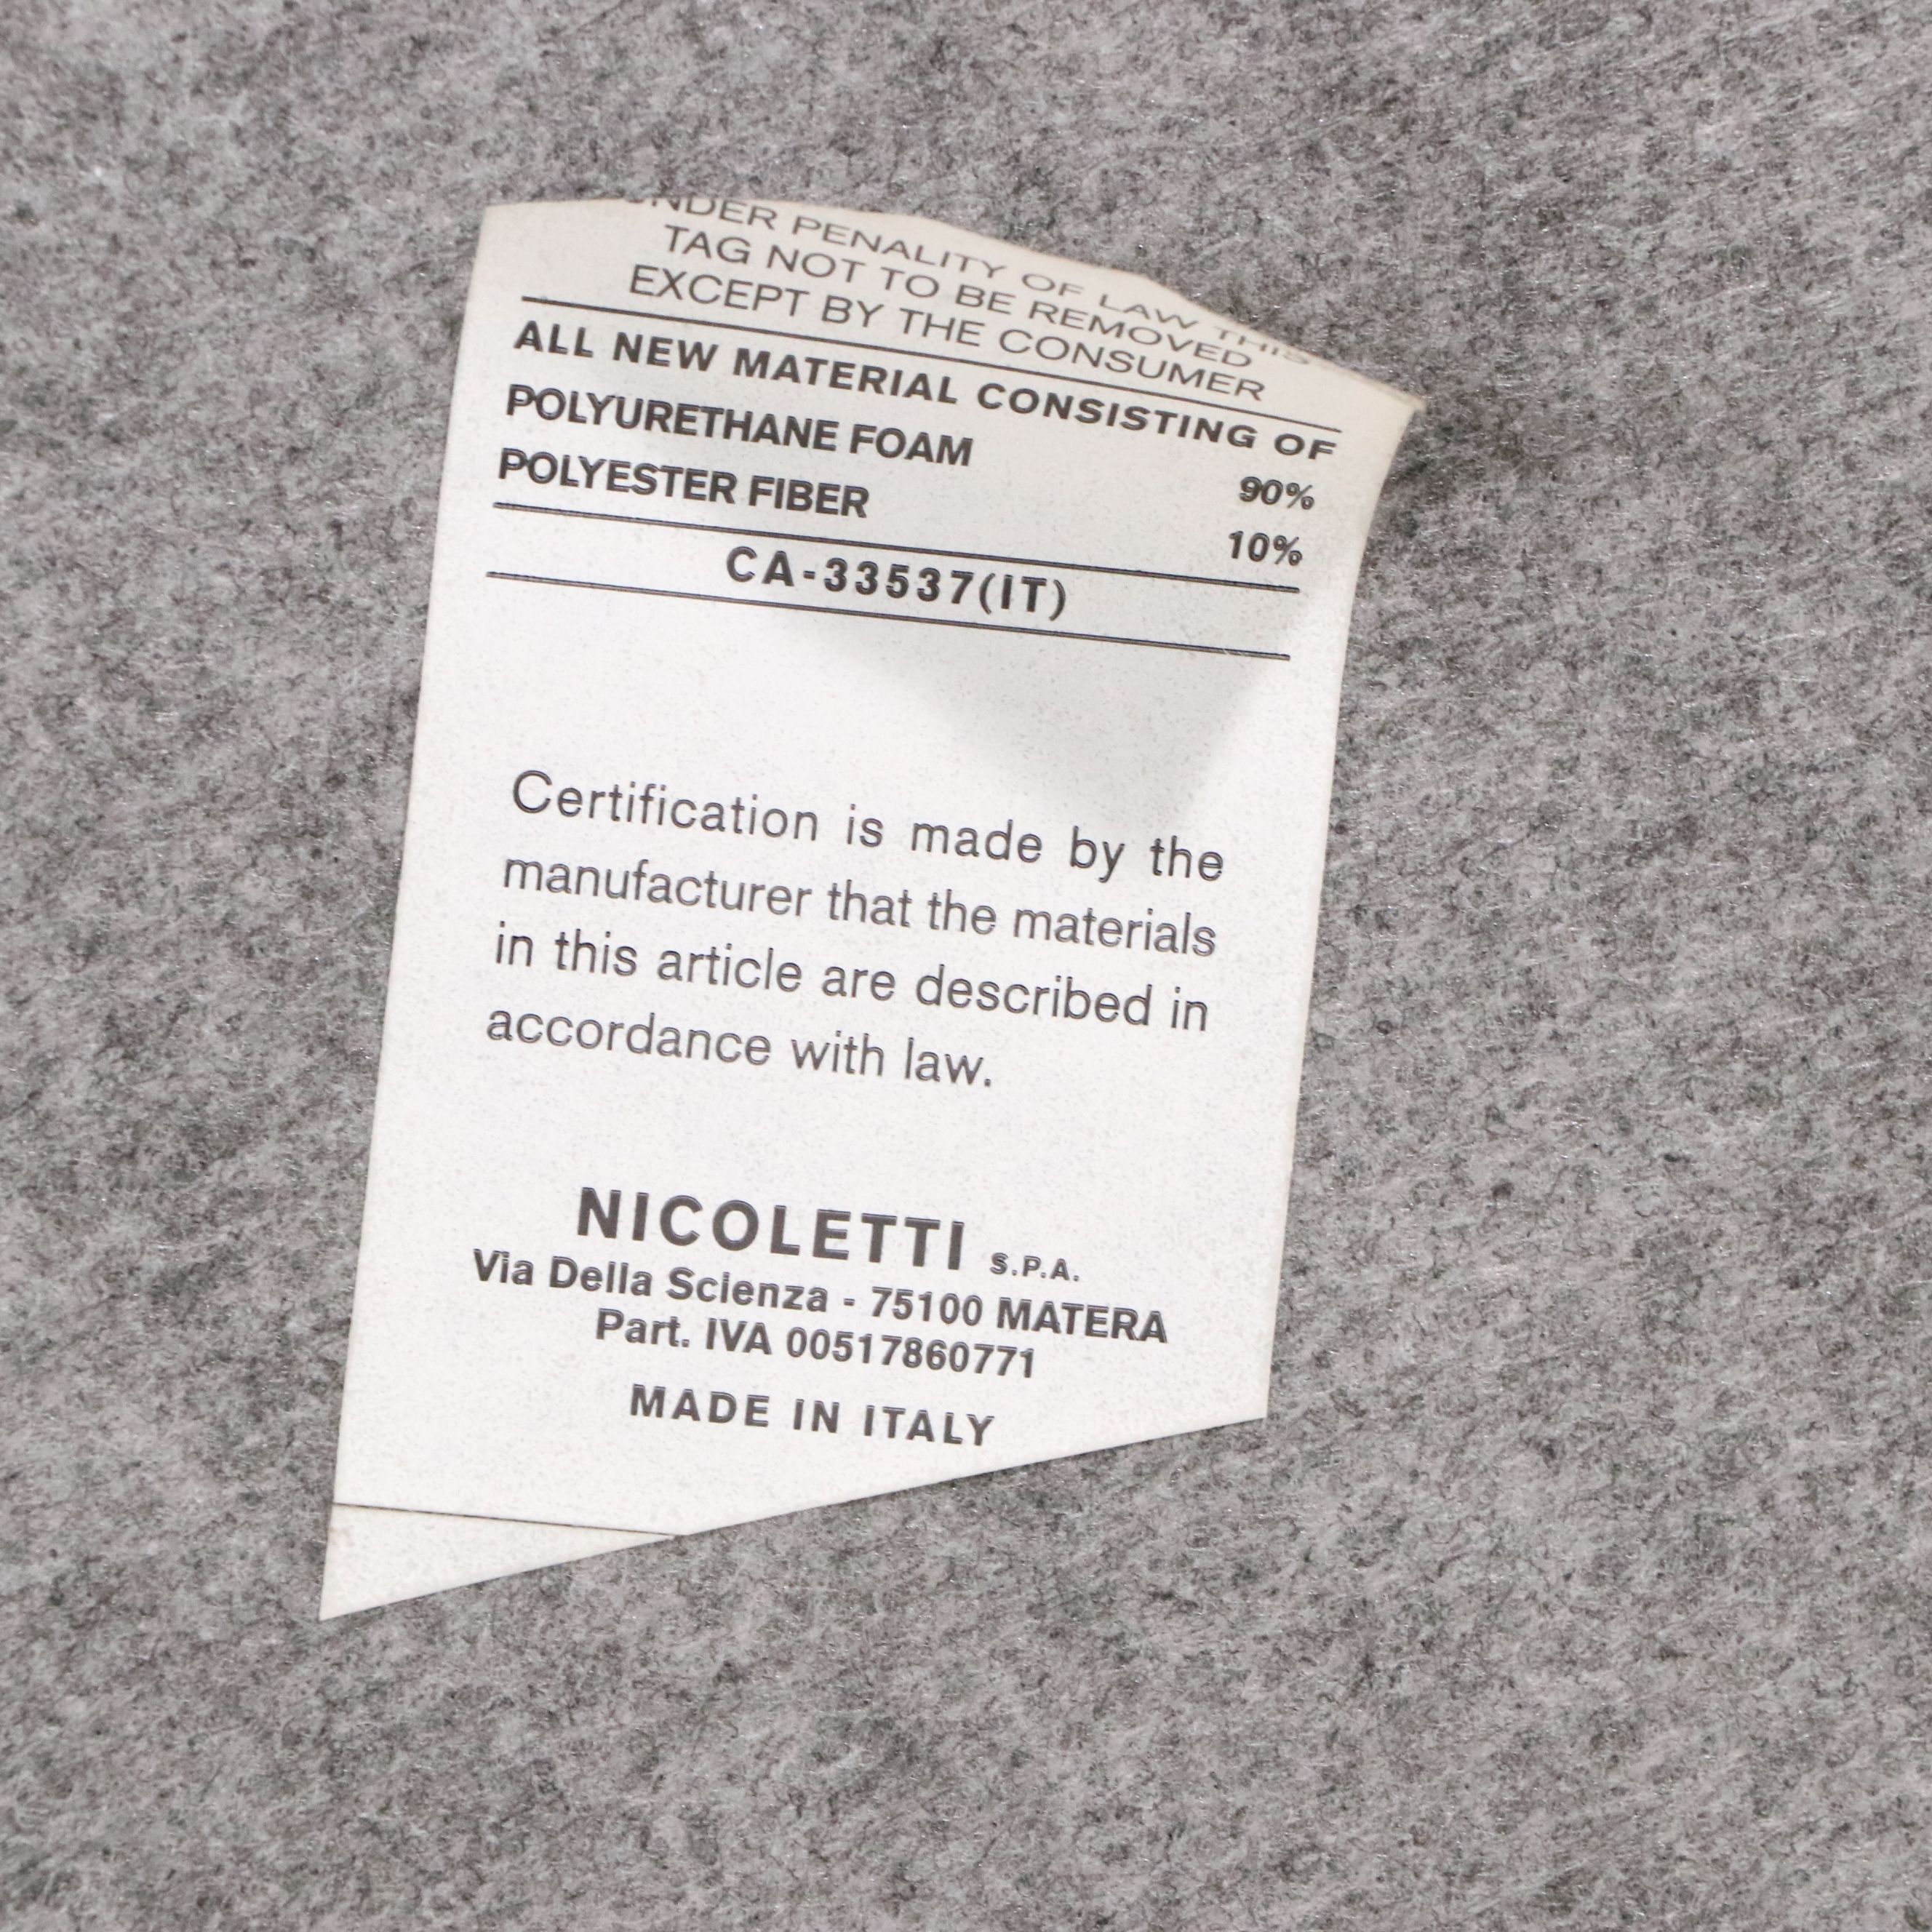 UNDER PENALITY OF LAW THIS
TAG NOT TO BE REMOVED
EXCEPT BY THE CONSUMER
ALL NEW MATERIAL CONSISTING OF
POLYURETHANE FOAM 90%
POLYESTER FIBER 10%
CA-33537(IT)
Certification is made by the
manufacturer that the materials
in this article are described in
accordance with law.
NICOLETTI S.P.A.
Via Della Scienza - 75100 MATERA
Part. IVA 00517860771
MADE IN ITALY